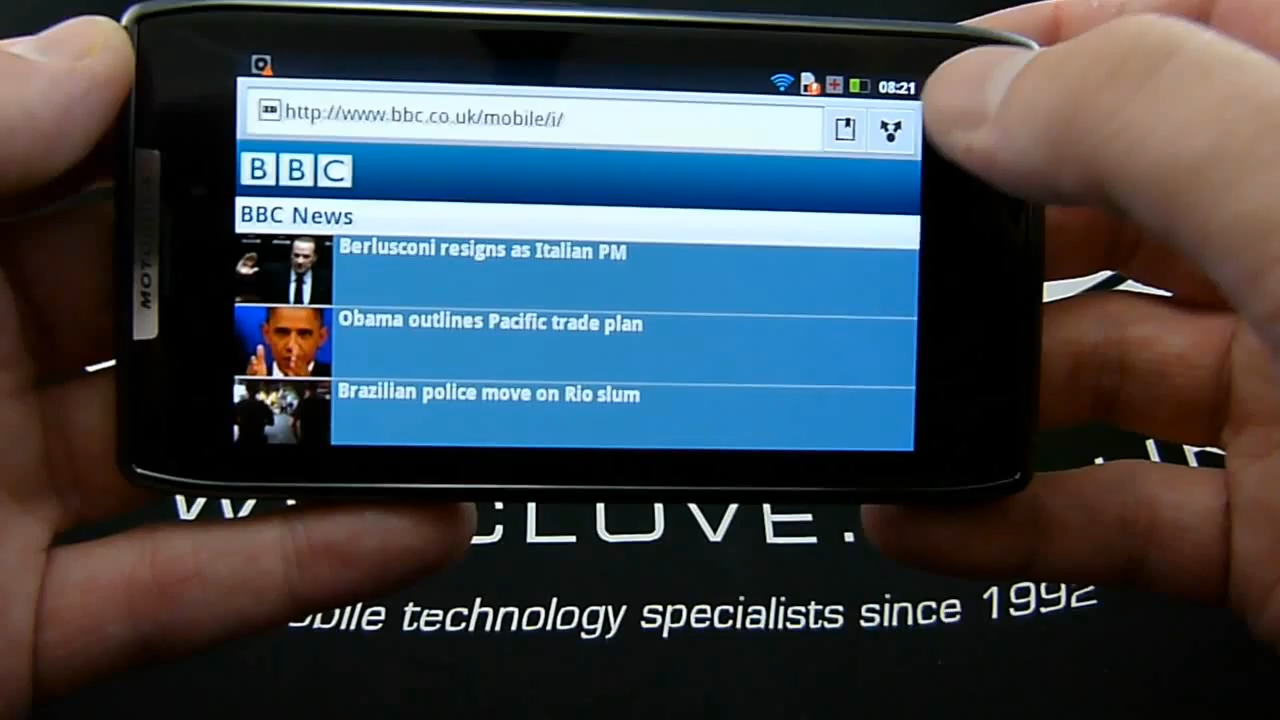 08:21
http://www.bbc.co.uk/mobile/i/
BBC
BBC News
Berlusconi resigns as Italian PM
Obama outlines Pacific trade plan
Brazilian police move on Rio slum
MOTOROLA
CLOVE.
technology specialists since 1992